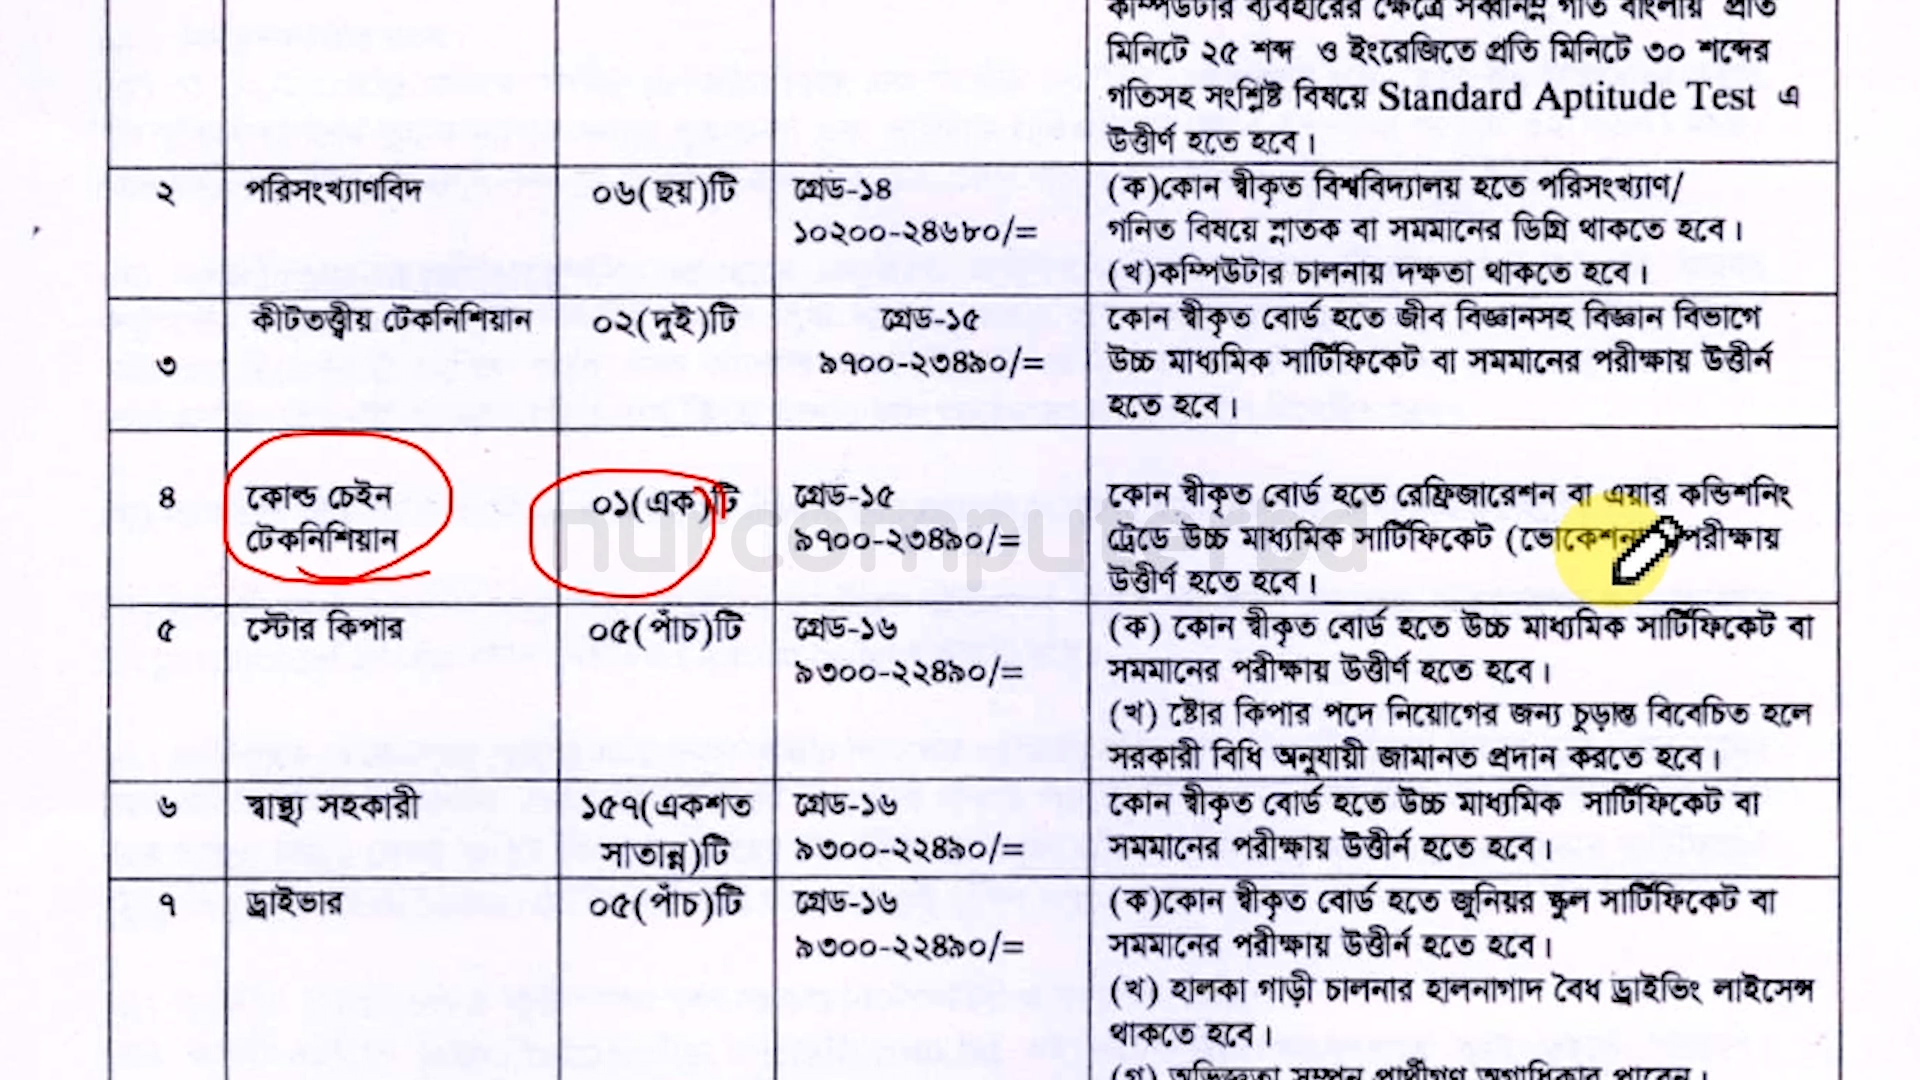 কম্পিউটার ব্যবহারের ক্ষেত্রে সর্বনিম্ন গতি বাংলায় প্রতি
মিনিটে ২৫ শব্দ ও ইংরেজিতে প্রতি মিনিটে ৩০ শব্দের
গতিসহ সংশ্লিষ্ট বিষয়ে Standard Aptitude Test এ
উত্তীর্ণ হতে হবে।
২ পরিসংখ্যাণবিদ ০৬(ছয়)টি গ্রেড-১৪ (ক)কোন স্বীকৃত বিশ্ববিদ্যালয় হতে পরিসংখ্যাণ/
১০২০০-২৪৬৮০/= গনিত বিষয়ে স্নাতক বা সমমানের ডিগ্রি থাকতে হবে।
(খ)কম্পিউটার চালনায় দক্ষতা থাকতে হবে।
কীটতত্ত্বীয় টেকনিশিয়ান ০২(দুই)টি গ্রেড-১৫ কোন স্বীকৃত বোর্ড হতে জীব বিজ্ঞানসহ বিজ্ঞান বিভাগে
৩ ৯৭০০-২৩৪৯০/= উচ্চ মাধ্যমিক সার্টিফিকেট বা সমমানের পরীক্ষায় উত্তীর্ন
হতে হবে।
৪ কোল্ড চেইন ০১(এক)টি গ্রেড-১৫ কোন স্বীকৃত বোর্ড হতে রেফ্রিজারেশন বা এয়ার কন্ডিশনিং
টেকনিশিয়ান ৯৭০০-২৩৪৯০/= ট্রেডে উচ্চ মাধ্যমিক সার্টিফিকেট (ভোকেশনাল)পরীক্ষায়
উত্তীর্ণ হতে হবে।
nurcomputerbd
৫ স্টোর কিপার ০৫(পাঁচ)টি গ্রেড-১৬ (ক) কোন স্বীকৃত বোর্ড হতে উচ্চ মাধ্যমিক সার্টিফিকেট বা
৯৩০০-২২৪৯০/= সমমানের পরীক্ষায় উত্তীর্ণ হতে হবে।
(খ) ষ্টোর কিপার পদে নিয়োগের জন্য চুড়ান্ত বিবেচিত হলে
সরকারী বিধি অনুযায়ী জামানত প্রদান করতে হবে।
৬ স্বাস্থ্য সহকারী ১৫৭(একশত গ্রেড-১৬ কোন স্বীকৃত বোর্ড হতে উচ্চ মাধ্যমিক সার্টিফিকেট বা
সাতান্ন)টি ৯৩০০-২২৪৯০/= সমমানের পরীক্ষায় উত্তীর্ন হতে হবে।
৭ ড্রাইভার ০৫(পাঁচ)টি গ্রেড-১৬ (ক)কোন স্বীকৃত বোর্ড হতে জুনিয়র স্কুল সার্টিফিকেট বা
৯৩০০-২২৪৯০/= সমমানের পরীক্ষায় উত্তীর্ন হতে হবে।
(খ) হালকা গাড়ী চালনার হালনাগাদ বৈধ ড্রাইভিং লাইসেন্স
থাকতে হবে।
(গ) অভিজ্ঞতা সম্পন্ন প্রার্থীগণ অগ্রাধিকার পাবেন।